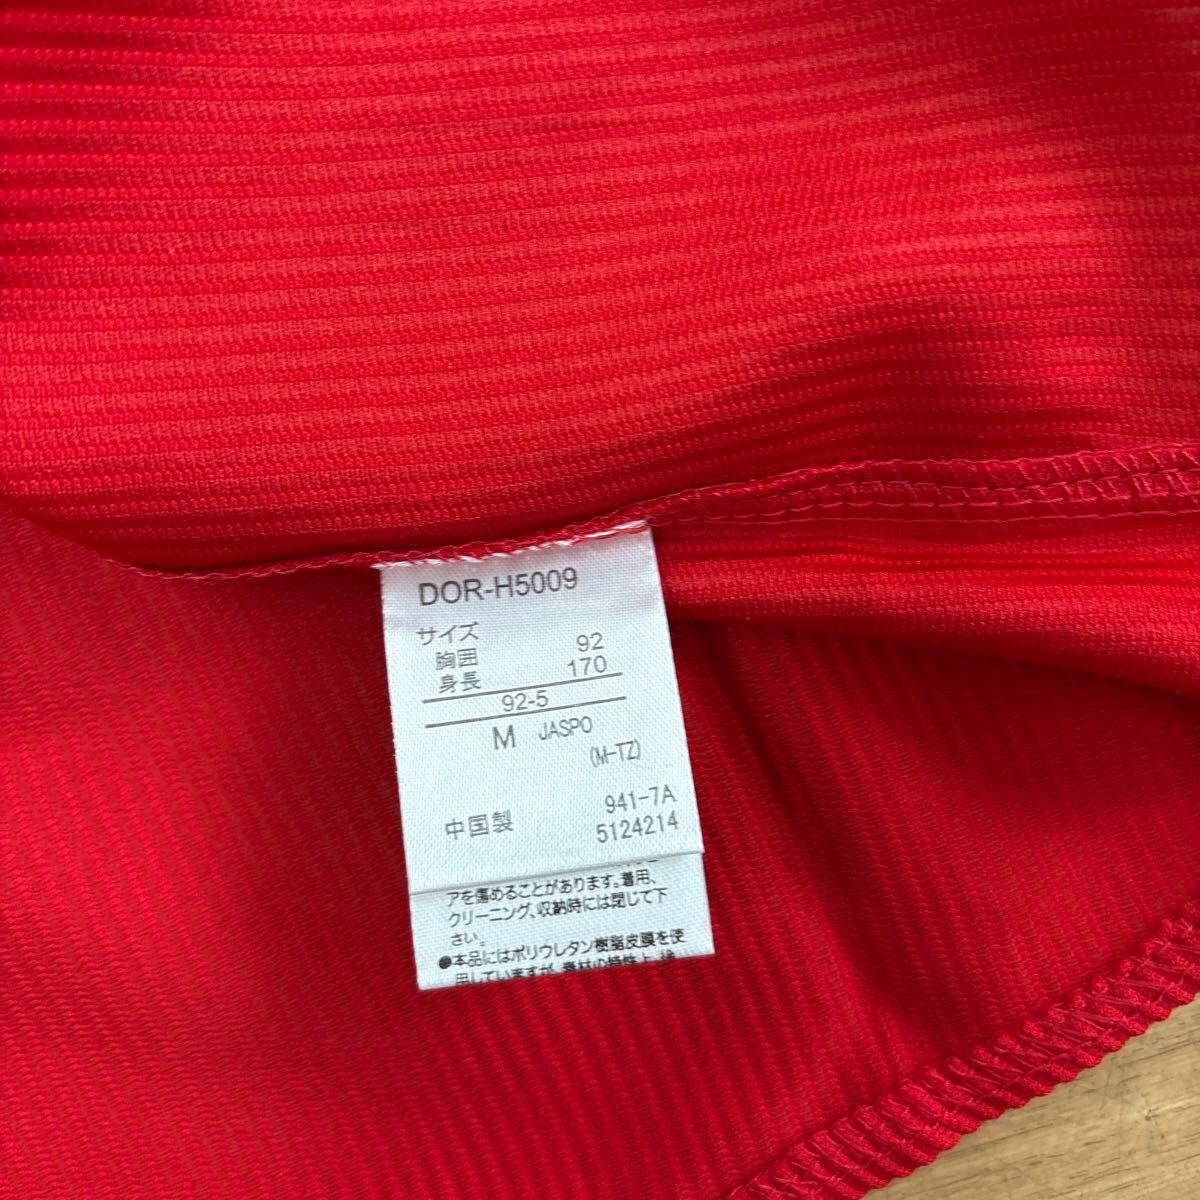 DOR-H5009
サイズ
胸囲 92
身長 170
92-5
M JASPO
(M-TZ)
941-7A
中国製 5124214
アを傷めることがあります。着用、
クリーニング、収納時には閉じて下
さい。
●本品にはポリウレタン樹脂皮膜を使
用していますが、素材の特性上、